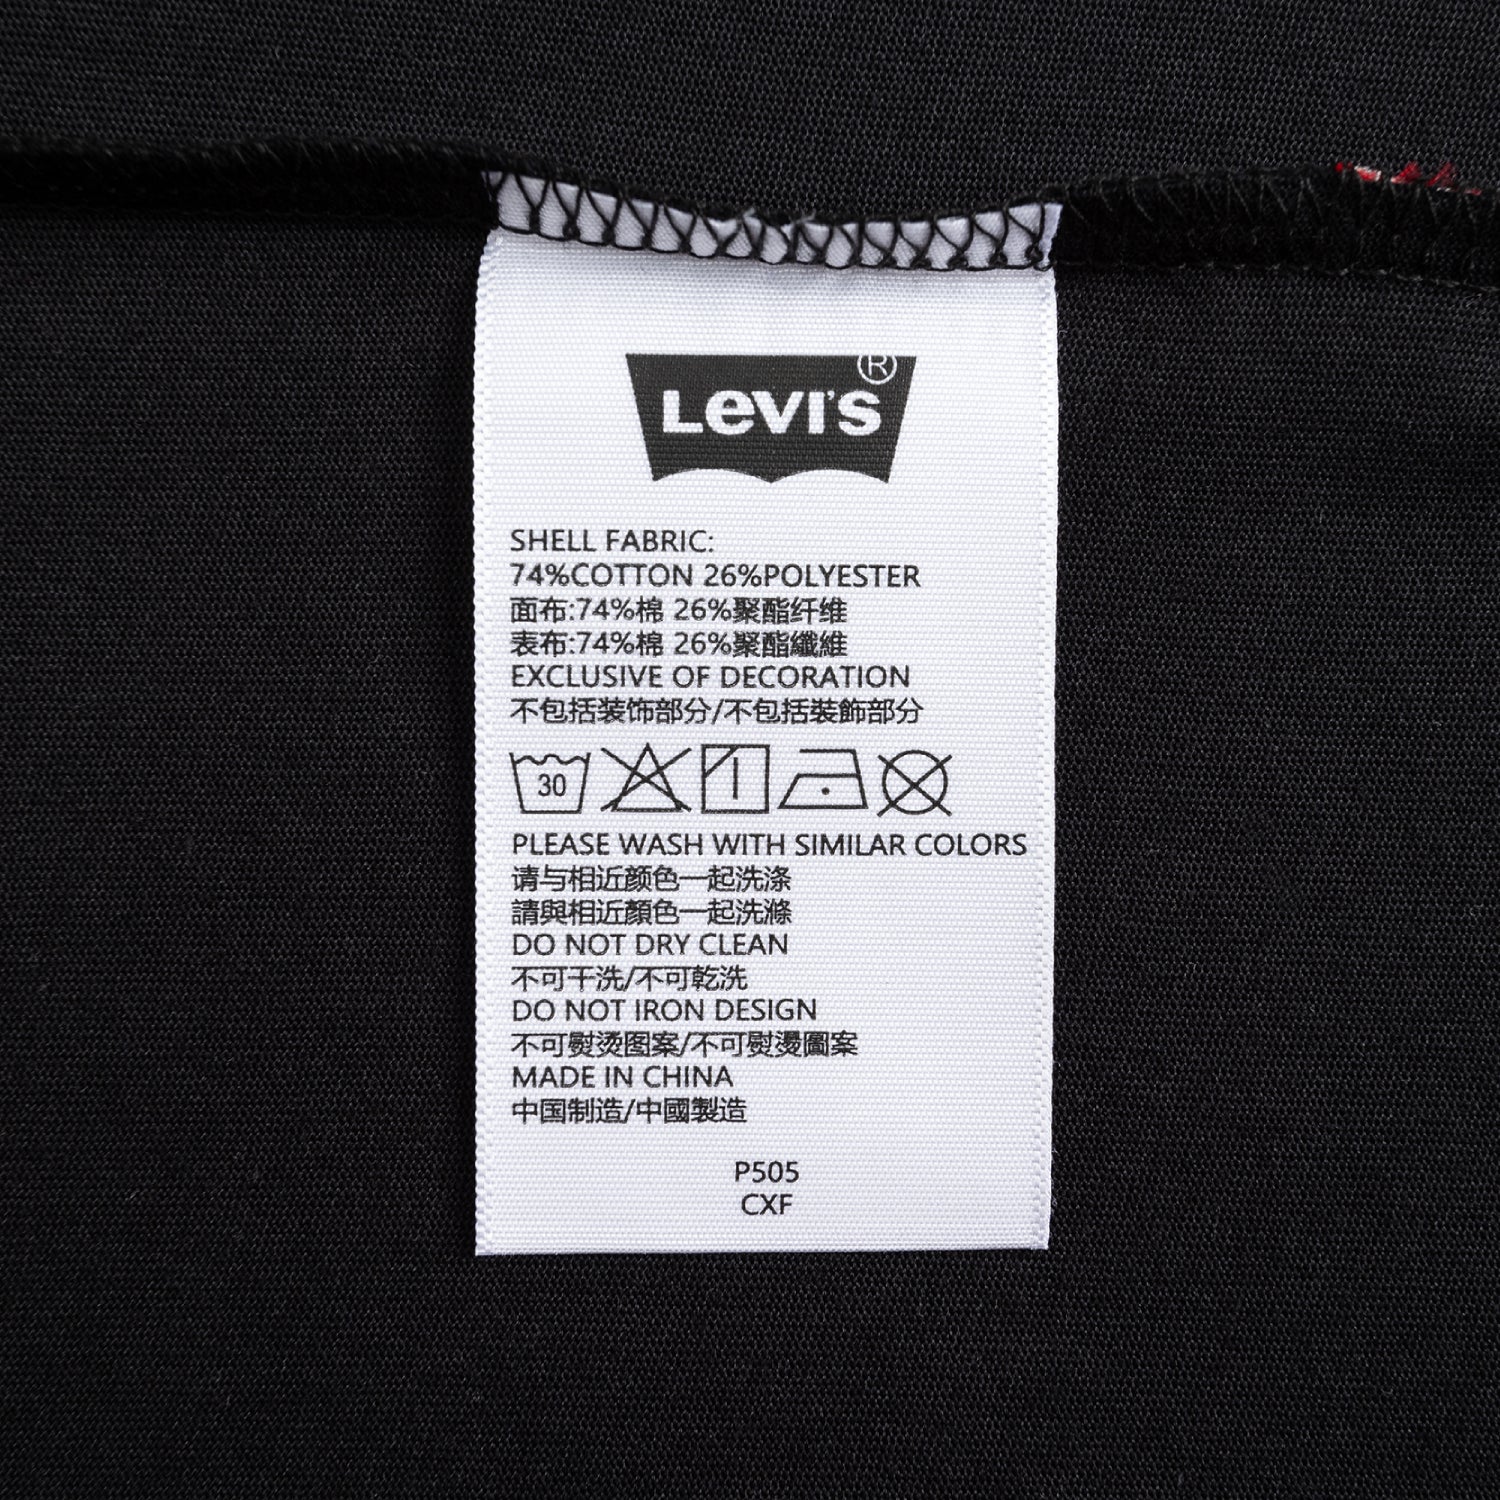 Levi's®
SHELL FABRIC:
74%COTTON 26%POLYESTER
面布:74%棉 26%聚酯纤维
表布:74%棉 26%聚酯纖維
EXCLUSIVE OF DECORATION
不包括装饰部分/不包括裝飾部分
30
PLEASE WASH WITH SIMILAR COLORS
请与相近颜色一起洗涤
請與相近顏色一起洗滌
DO NOT DRY CLEAN
不可干洗/不可乾洗
DO NOT IRON DESIGN
不可熨烫图案/不可熨燙圖案
MADE IN CHINA
中国制造/中國製造
P505
CXF